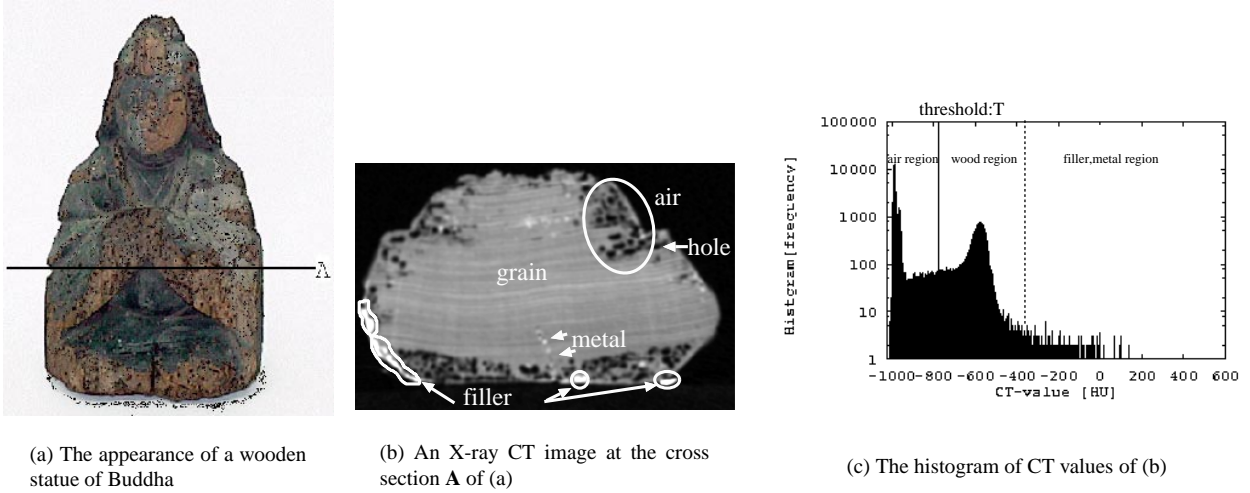 A
air
hole
grain
metal
filler
threshold:T
100000
10000
1000
100
10
1
air region
wood region
filler,metal region
Histgram[frequency]
-1000 -800 -600 -400 -200 0 200 400 600
CT-value [HU]
(a) The appearance of a wooden
statue of Buddha
(b) An X-ray CT image at the cross
section A of (a)
(c) The histogram of CT values of (b)